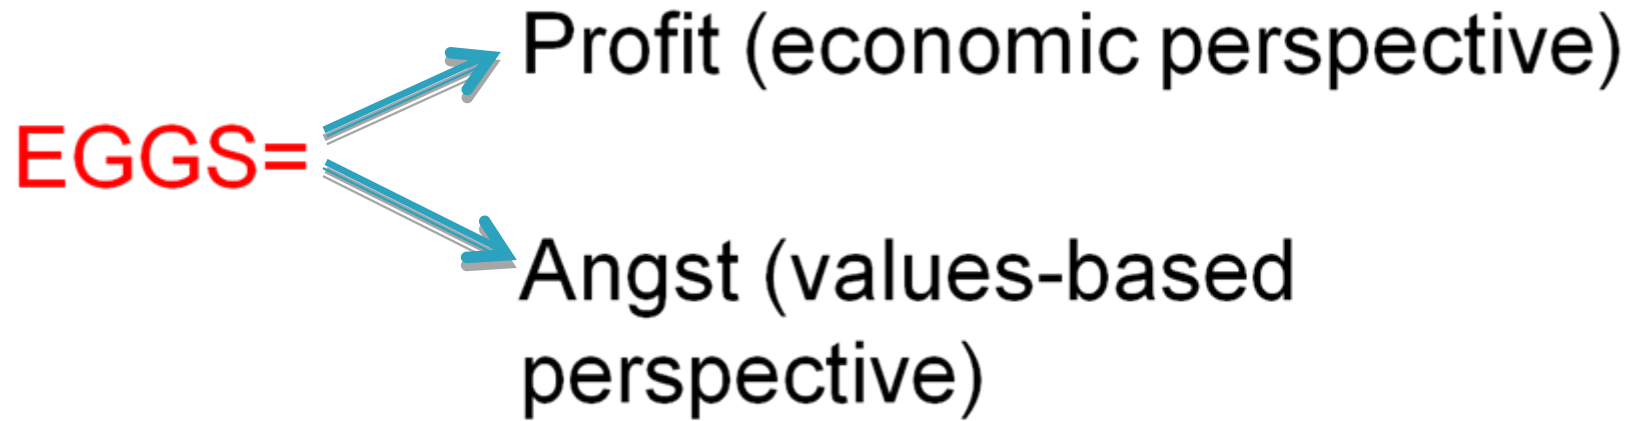 Profit (economic perspective)
EGGS=
Angst (values-based
perspective)